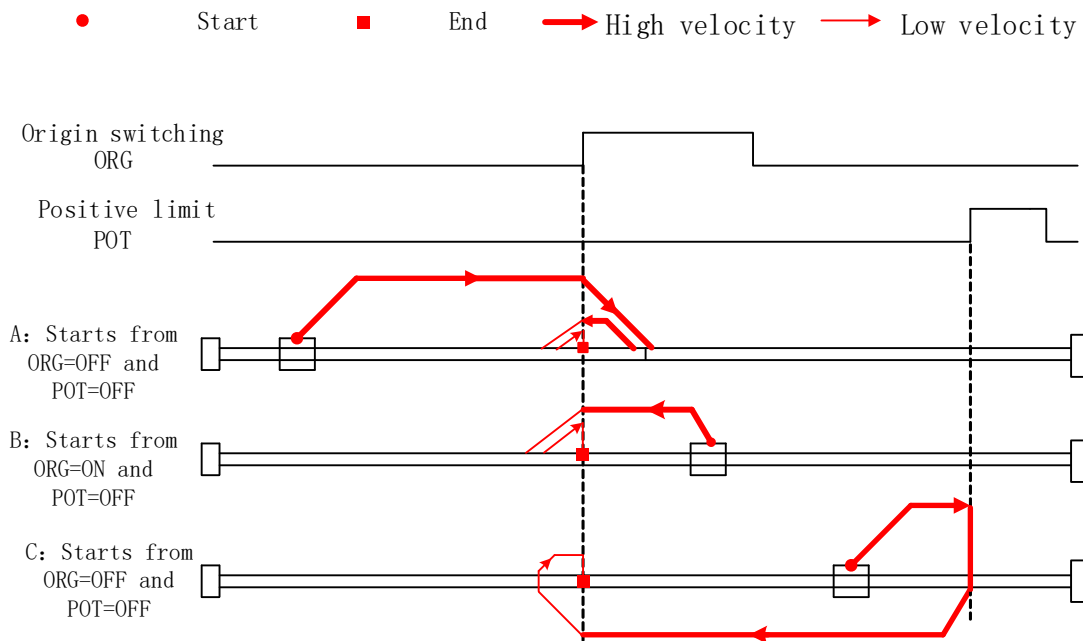 Start End High velocity Low velocity
Origin switching
ORG
Positive limit
POT
A: Starts from
ORG=OFF and
POT=OFF
B: Starts from
ORG=ON and
POT=OFF
C: Starts from
ORG=OFF and
POT=OFF